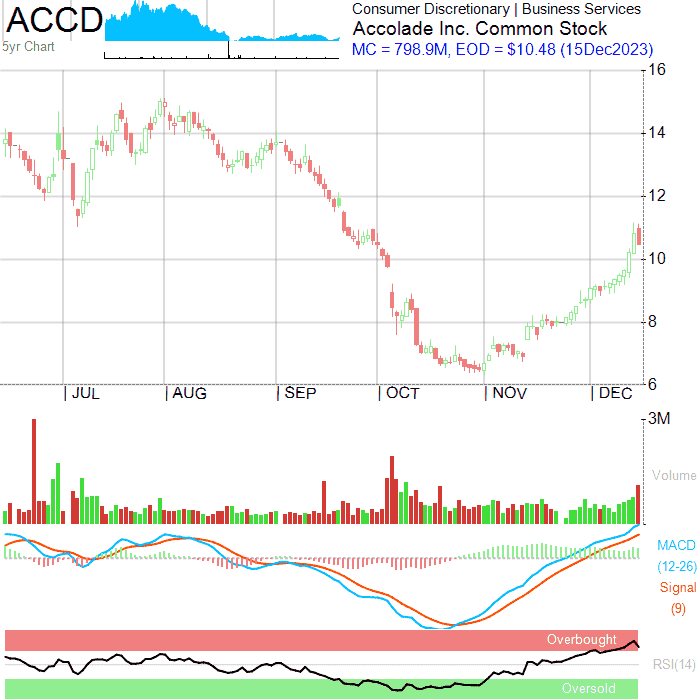 ACCD
5yr Chart
Consumer Discretionary | Business Services
Accolade Inc. Common Stock
MC = 798.9M, EOD = $10.48 (15Dec2023)
16
14
12
10
8
6
| JUL | AUG | SEP | OCT | NOV | DEC
3M
Volume
MACD
(12-26)
Signal
(9)
Overbought
RSI(14)
Oversold